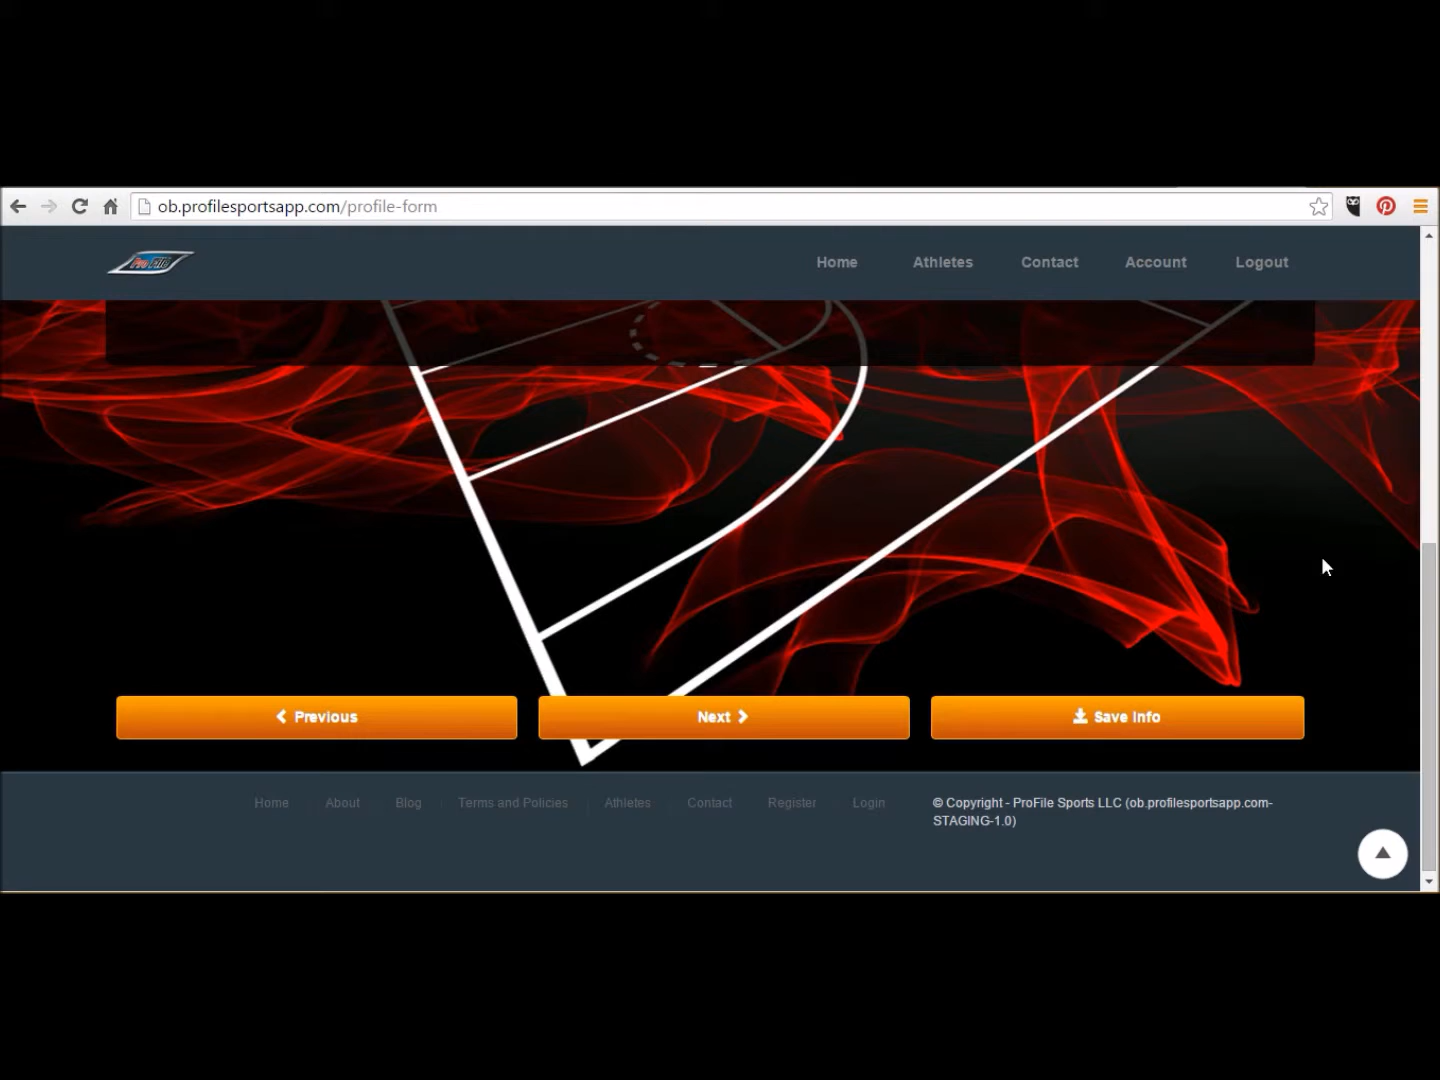 ob.profilesportsapp.com/profile-form
Home Athletes Contact Account Logout
Previous Next Save Info
Home About Blog Terms and Policies Athletes Contact Register Login
© Copyright - ProFile Sports LLC (ob.profilesportsapp.com-
STAGING-1.0)